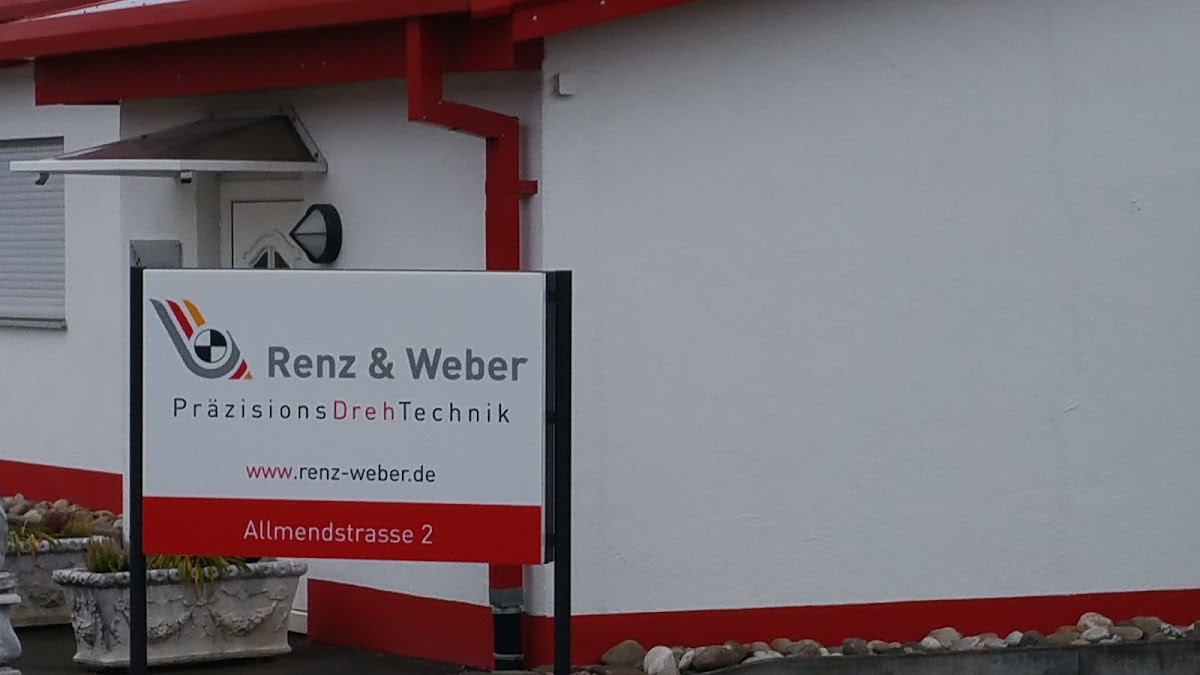 Renz & Weber
PräzisionsDrehTechnik
www.renz-weber.de
Allmendstrasse 2